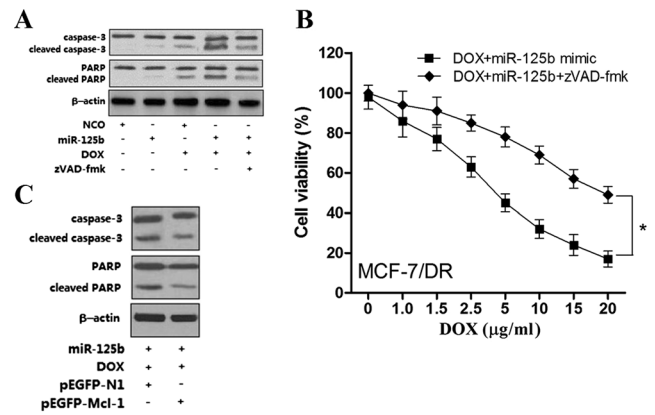 A
caspase-3
cleaved caspase-3
PARP
cleaved PARP
β-actin
NCO + - + - -
miR-125b - + - + +
DOX - - + + +
zVAD-fmk - - - - +
B
120
100
80
60
40
20
0
Cell viability (%)
DOX+miR-125b mimic
DOX+miR-125b+zVAD-fmk
*
MCF-7/DR
0 1.0 1.5 2.5 5 10 15 20
DOX (μg/ml)
C
caspase-3
cleaved caspase-3
PARP
cleaved PARP
β-actin
miR-125b + +
DOX + +
pEGFP-N1 + -
pEGFP-Mcl-1 - +